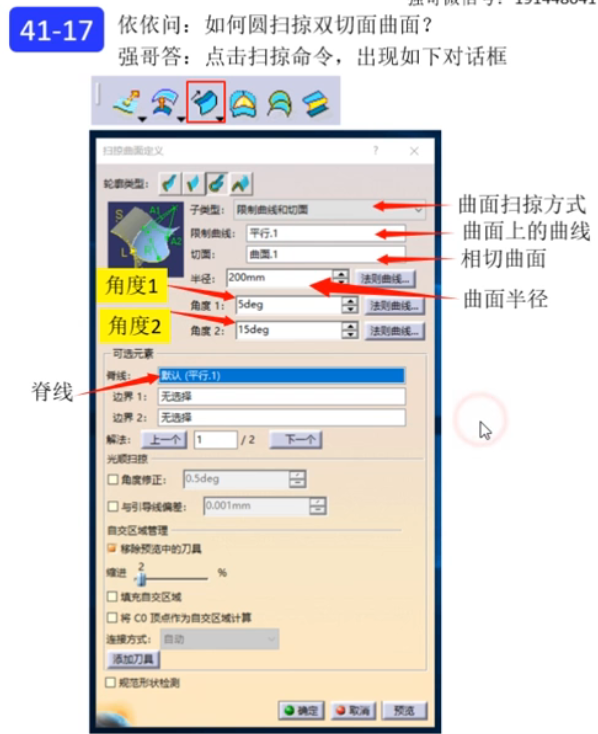 强哥微信号: 191448641
41-17
依依问：如何圆扫掠双切面曲面？
强哥答：点击扫掠命令，出现如下对话框
扫掠曲面定义 ? ×
轮廓类型:
子类型: 限制曲线和切面
限制曲线: 平行.1
切面: 曲面.1
半径: 200mm 法则曲线...
角度 1: 5deg 法则曲线...
角度 2: 15deg 法则曲线...
可选元素
脊线: 默认 (平行.1)
边界 1: 无选择
边界 2: 无选择
解法: 上一个 1 / 2 下一个
光顺扫掠
角度修正: 0.5deg
与引导线偏差: 0.001mm
自交区域管理
移除预览中的刀具
缩进 2 %
填充自交区域
将 C0 顶点作为自交区域计算
连接方式: 自动
添加刀具
规范形状检测
确定 取消 预览
S A1 A2 L R
曲面扫掠方式
曲面上的曲线
相切曲面
曲面半径
角度1
角度2
脊线